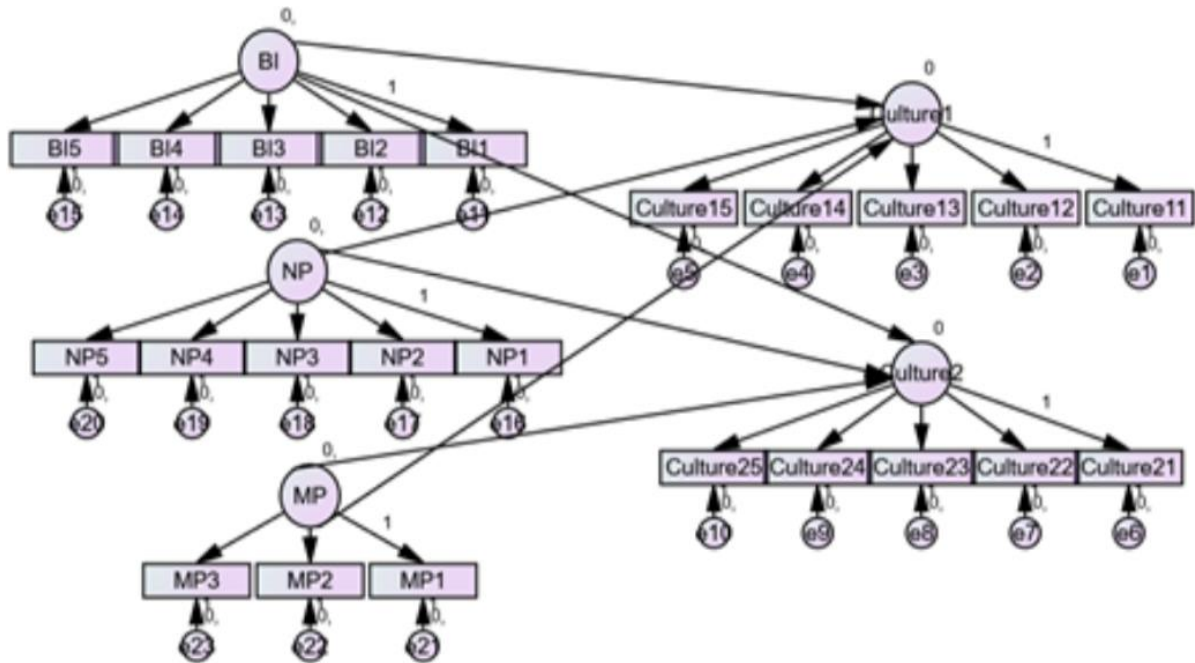 0,
BI
1
BI5 BI4 BI3 BI2 BI1
0, 0, 0, 0, 0,
e15 e14 e13 e12 e11
0
Culture1
1
Culture15 Culture14 Culture13 Culture12 Culture11
0, 0, 0, 0, 0,
e5 e4 e3 e2 e1
0,
NP
1
NP5 NP4 NP3 NP2 NP1
0, 0, 0, 0, 0,
e20 e19 e18 e17 e16
0
Culture2
1
Culture25 Culture24 Culture23 Culture22 Culture21
0, 0, 0, 0, 0,
e10 e9 e8 e7 e6
0,
MP
1
MP3 MP2 MP1
0, 0, 0,
e23 e22 e21